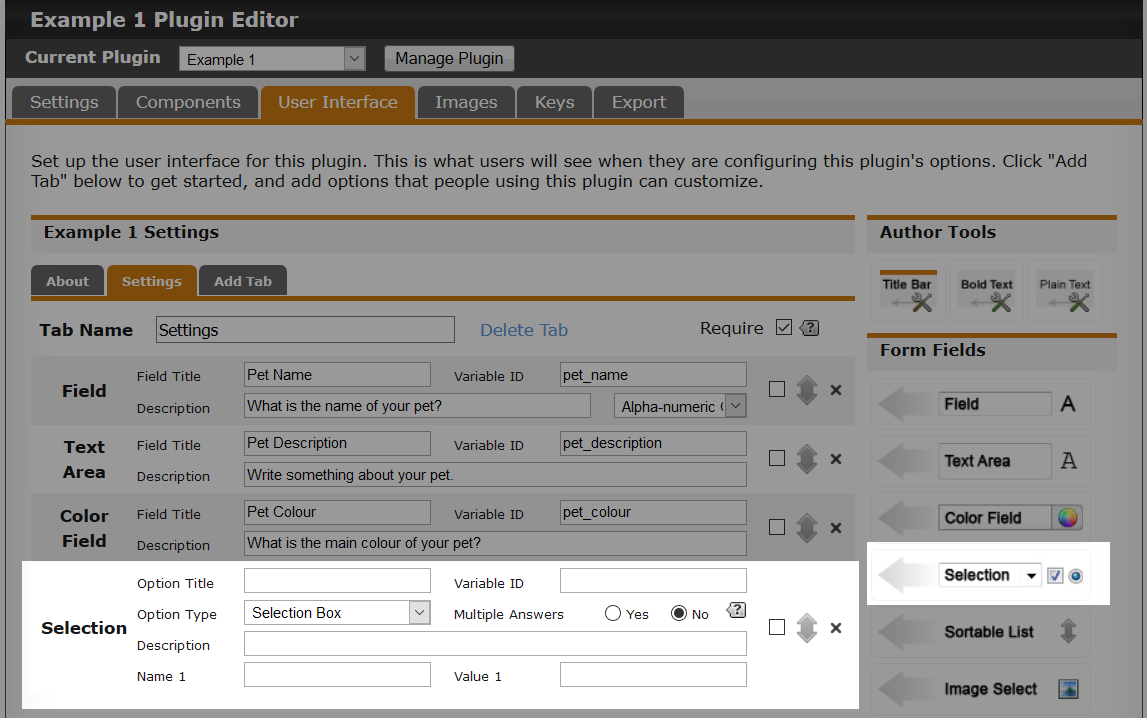 Example 1 Plugin Editor
Current Plugin Example 1 Manage Plugin
Settings Components User Interface Images Keys Export
Set up the user interface for this plugin. This is what users will see when they are configuring this plugin's options. Click "Add
Tab" below to get started, and add options that people using this plugin can customize.
Example 1 Settings
About Settings Add Tab
Tab Name Settings Delete Tab Require ?
Field
Field Title Pet Name Variable ID pet_name
Description What is the name of your pet? Alpha-numeric
Text
Area
Field Title Pet Description Variable ID pet_description
Description Write something about your pet.
Color
Field
Field Title Pet Colour Variable ID pet_colour
Description What is the main colour of your pet?
Selection
Option Title Variable ID
Option Type Selection Box Multiple Answers Yes No ?
Description
Name 1 Value 1
Author Tools
Title Bar Bold Text Plain Text
Form Fields
Field A
Text Area A
Color Field
Selection
Sortable List
Image Select